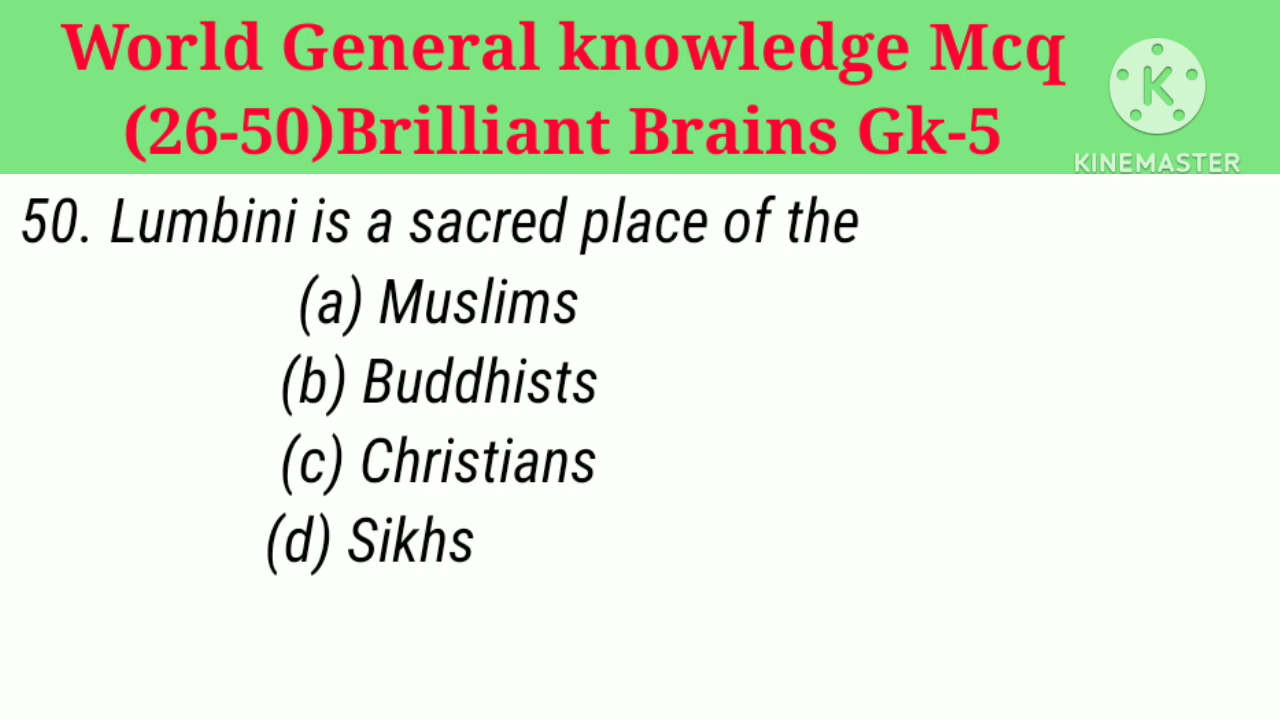 World General knowledge Mcq
(26-50)Brilliant Brains Gk-5
K
KINEMASTER
50. Lumbini is a sacred place of the
(a) Muslims
(b) Buddhists
(c) Christians
(d) Sikhs